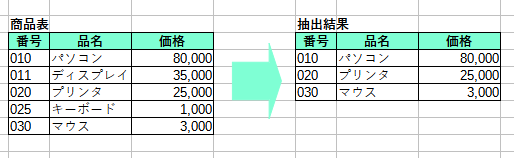 商品表
番号 品名 価格
010 パソコン 80,000
011 ディスプレイ 35,000
020 プリンタ 25,000
025 キーボード 1,000
030 マウス 3,000
抽出結果
番号 品名 価格
010 パソコン 80,000
020 プリンタ 25,000
030 マウス 3,000